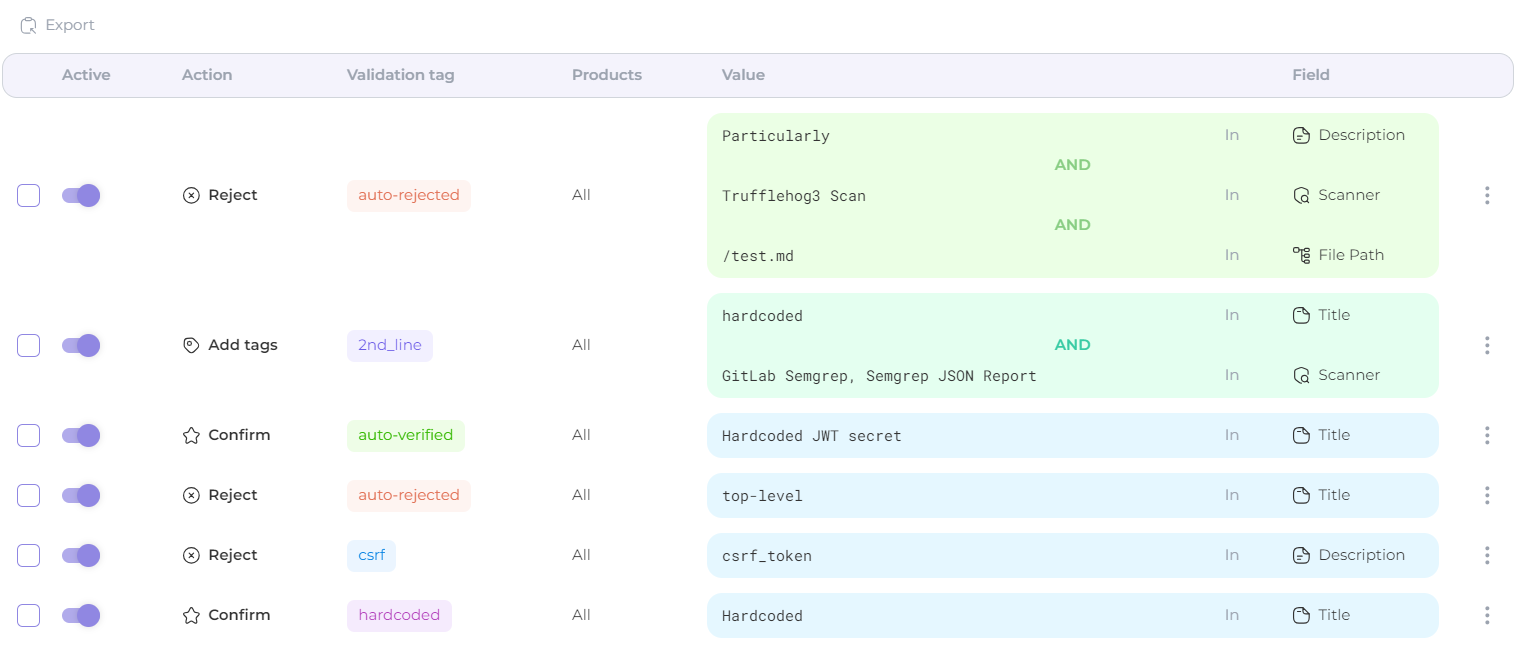 Export
Active Action Validation tag Products Value Field
Particularly In Description
AND
Reject auto-rejected All Trufflehog3 Scan In Scanner
AND
/test.md In File Path
hardcoded In Title
Add tags 2nd_line All AND
GitLab Semgrep, Semgrep JSON Report In Scanner
Confirm auto-verified All Hardcoded JWT secret In Title
Reject auto-rejected All top-level In Title
Reject csrf All csrf_token In Description
Confirm hardcoded All Hardcoded In Title